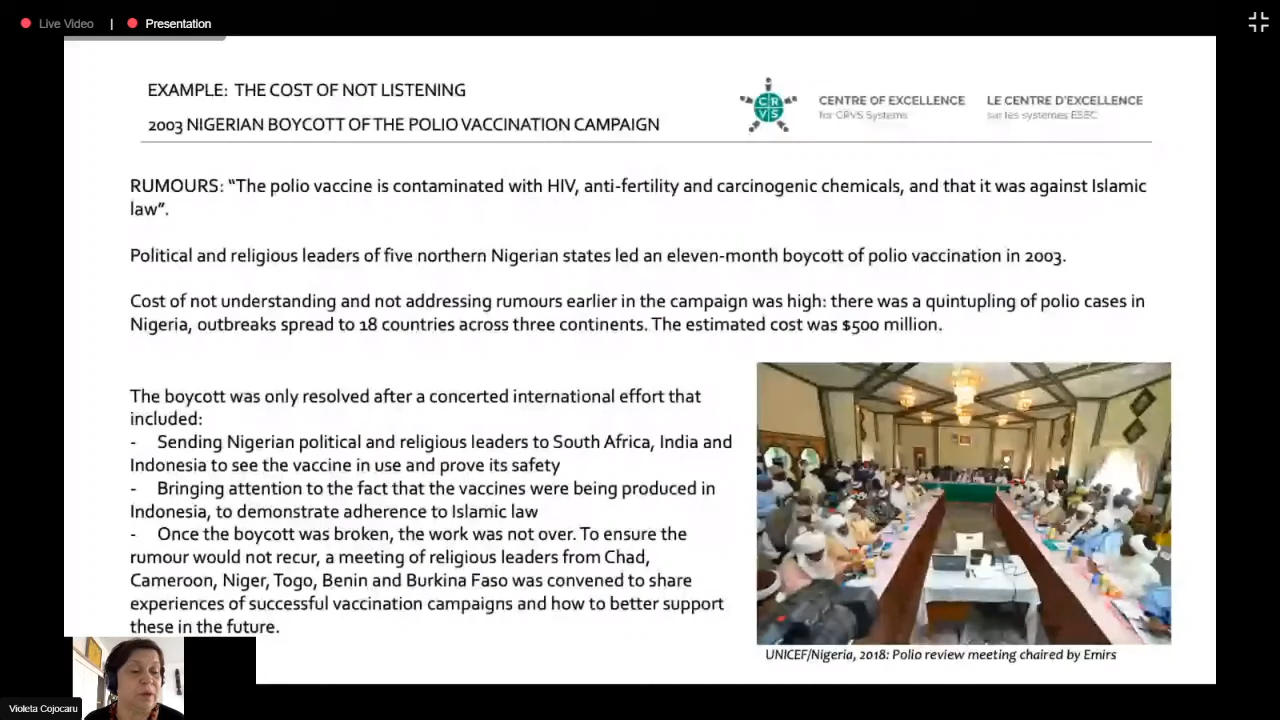 Live Video | Presentation
EXAMPLE: THE COST OF NOT LISTENING
2003 NIGERIAN BOYCOTT OF THE POLIO VACCINATION CAMPAIGN
C R
V S
CENTRE OF EXCELLENCE
for CRVS Systems
LE CENTRE D'EXCELLENCE
sur les systèmes ESEC
RUMOURS: “The polio vaccine is contaminated with HIV, anti-fertility and carcinogenic chemicals, and that it was against Islamic
law”.
Political and religious leaders of five northern Nigerian states led an eleven-month boycott of polio vaccination in 2003.
Cost of not understanding and not addressing rumours earlier in the campaign was high: there was a quintupling of polio cases in
Nigeria, outbreaks spread to 18 countries across three continents. The estimated cost was $500 million.
The boycott was only resolved after a concerted international effort that
included:
- Sending Nigerian political and religious leaders to South Africa, India and
Indonesia to see the vaccine in use and prove its safety
- Bringing attention to the fact that the vaccines were being produced in
Indonesia, to demonstrate adherence to Islamic law
- Once the boycott was broken, the work was not over. To ensure the
rumour would not recur, a meeting of religious leaders from Chad,
Cameroon, Niger, Togo, Benin and Burkina Faso was convened to share
experiences of successful vaccination campaigns and how to better support
these in the future.
UNICEF/Nigeria, 2018: Polio review meeting chaired by Emirs
Violeta Cojocaru